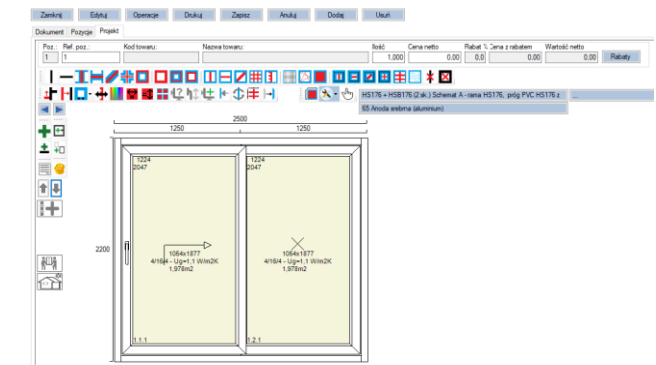 Zamknij Edytuj Operacje Drukuj Zapisz Anuluj Dodaj Usuń
Dokument Pozycje Projekt
Poz.: Ref. poz.: Kod towaru: Nazwa towaru: Ilość Cena netto Rabat % Cena z rabatem Wartość netto
1 1 1,000 0.00 0,0 0.00 0.00 Rabaty
HS176 + HSB176 (2 sk.) Schemat A - rama HS176, próg PVC HS176 z ...
65 Anoda srebrna (aluminium)
2500
1250 1250
1224 1224
2047 2047
2200
1064x1877 1064x1877
4/16/4 - Ug=1,1 W/m2K 4/16/4 - Ug=1,1 W/m2K
1,978m2 1,978m2
1.1.1 1.2.1